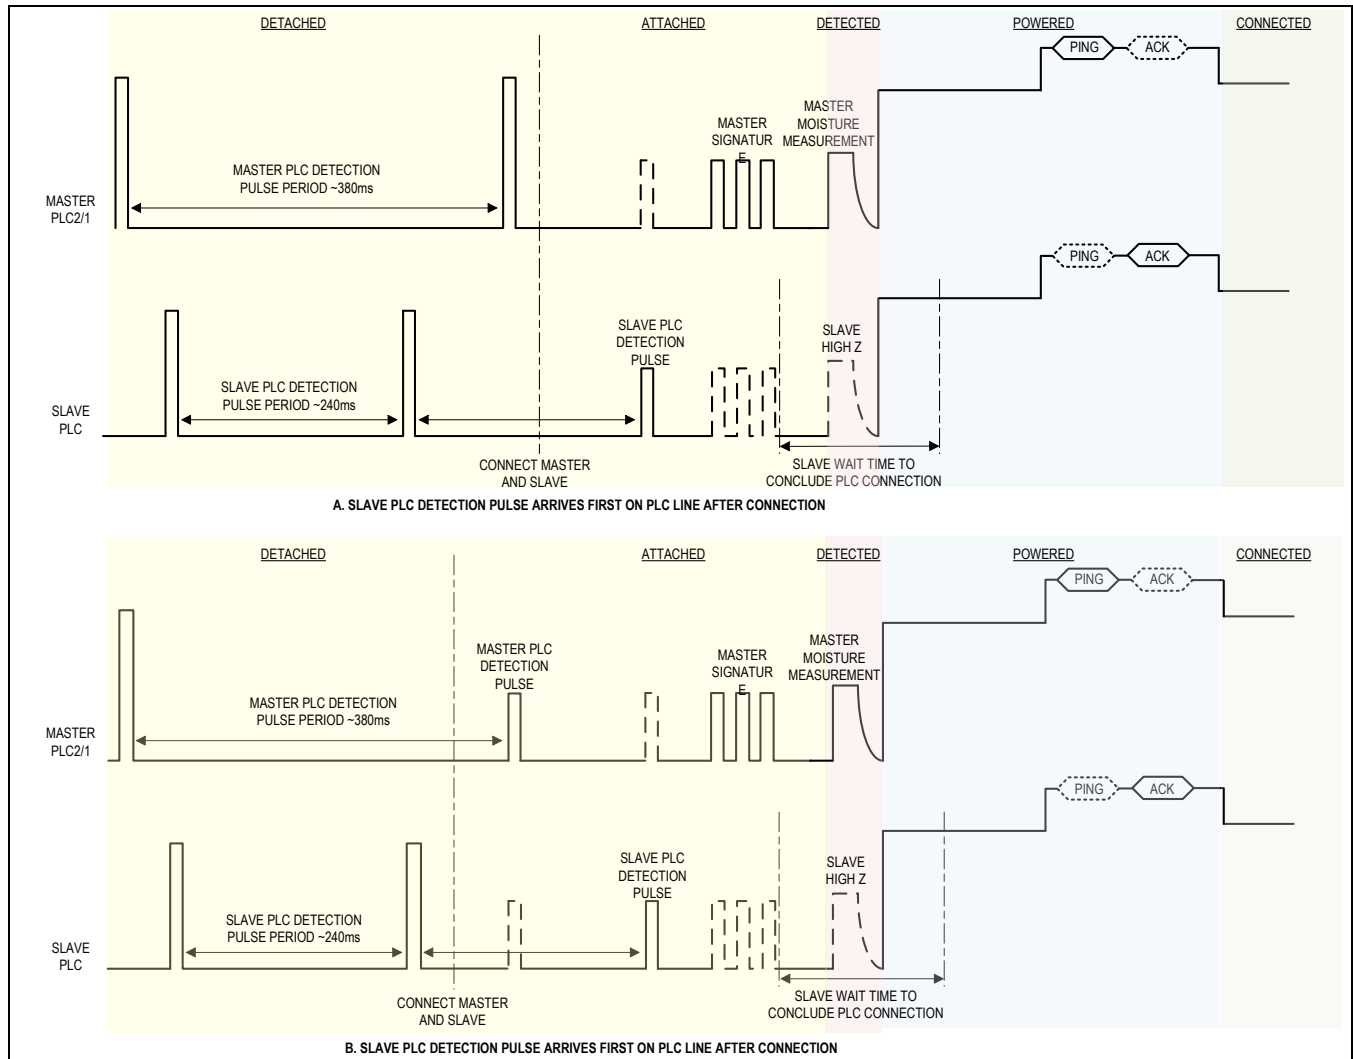 DETACHED
ATTACHED
DETECTED
POWERED
CONNECTED
PING
ACK
MASTER
SIGNATUR
E
MASTER
MOISTURE
MEASUREMENT
MASTER PLC DETECTION
PULSE PERIOD ~380ms
MASTER
PLC2/1
PING
ACK
SLAVE PLC
DETECTION
PULSE
SLAVE
HIGH Z
SLAVE PLC DETECTION
PULSE PERIOD ~240ms
SLAVE
PLC
CONNECT MASTER
AND SLAVE
SLAVE WAIT TIME TO
CONCLUDE PLC CONNECTION
A. SLAVE PLC DETECTION PULSE ARRIVES FIRST ON PLC LINE AFTER CONNECTION
DETACHED
ATTACHED
DETECTED
POWERED
CONNECTED
PING
ACK
MASTER PLC
DETECTION
PULSE
MASTER
SIGNATUR
E
MASTER
MOISTURE
MEASUREMENT
MASTER PLC DETECTION
PULSE PERIOD ~380ms
MASTER
PLC2/1
PING
ACK
SLAVE PLC
DETECTION
PULSE
SLAVE
HIGH Z
SLAVE PLC DETECTION
PULSE PERIOD ~240ms
SLAVE
PLC
CONNECT MASTER
AND SLAVE
SLAVE WAIT TIME TO
CONCLUDE PLC CONNECTION
B. SLAVE PLC DETECTION PULSE ARRIVES FIRST ON PLC LINE AFTER CONNECTION